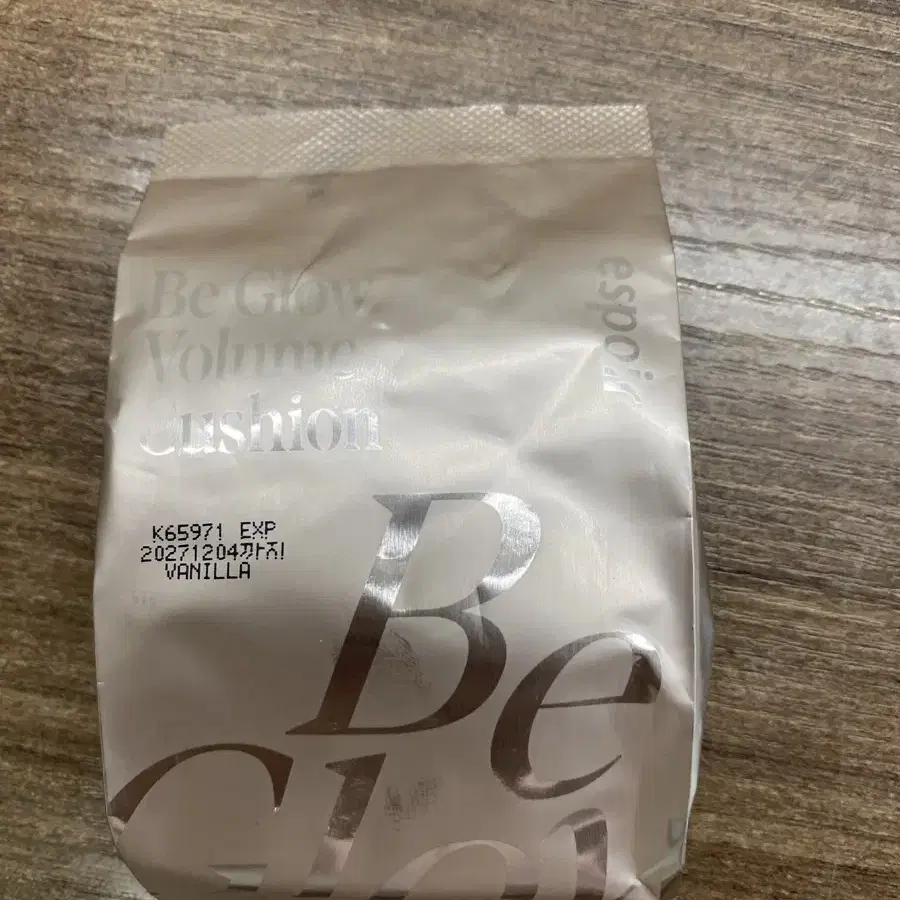 Be Glow
Volume
Cushion
espoir
K65971 EXP
20271204까지
VANILLA
Be
Glow